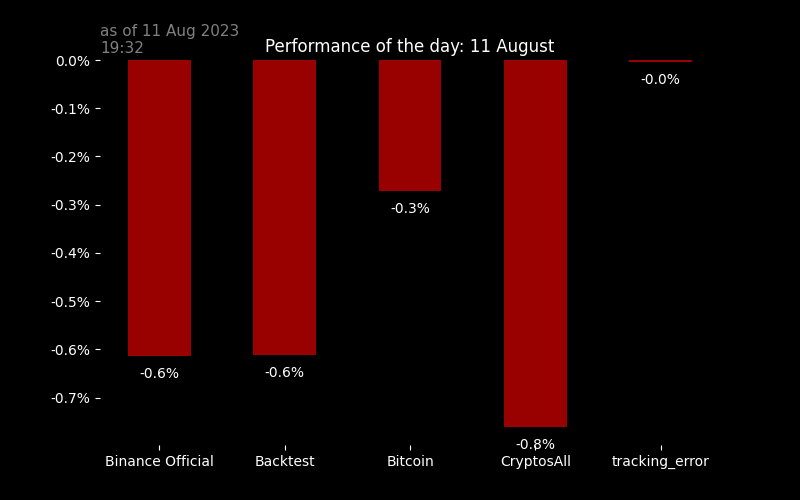 as of 11 Aug 2023
19:32
Performance of the day: 11 August
0.0%
-0.1%
-0.2%
-0.3%
-0.4%
-0.5%
-0.6%
-0.7%
-0.6%
-0.6%
-0.3%
-0.8%
-0.0%
Binance Official
Backtest
Bitcoin
CryptosAll
tracking_error